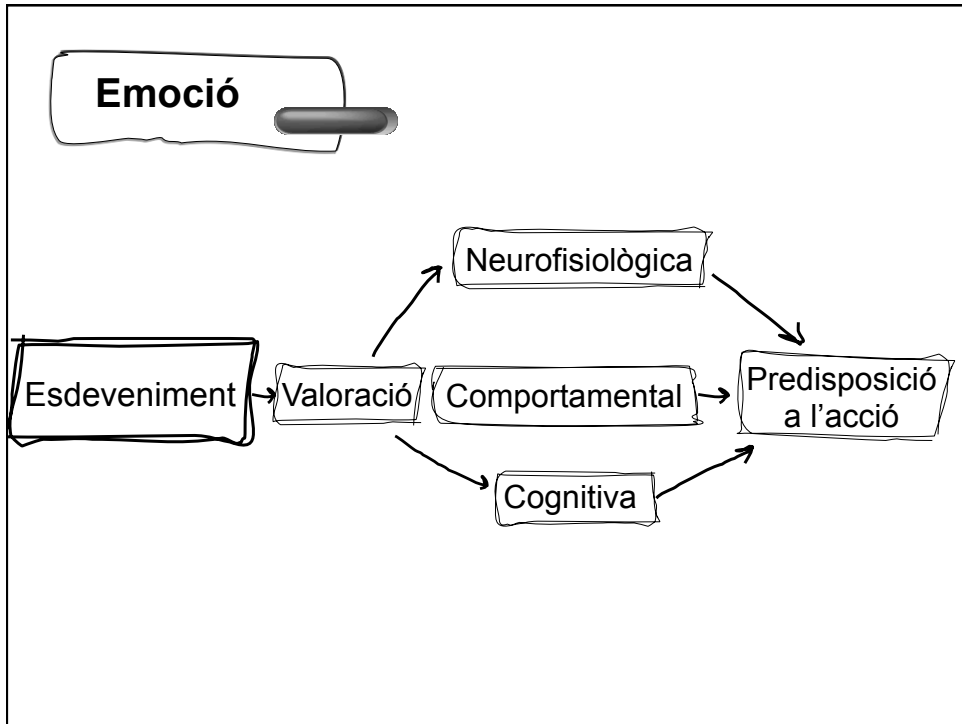 Emoció
Neurofisiològica
Esdeveniment
Valoració
Comportamental
Predisposició
a l’acció
Cognitiva